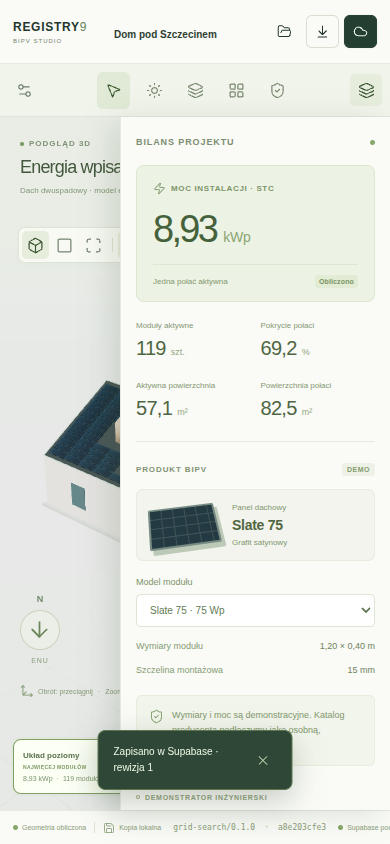 REGISTRY9
BIPV STUDIO
Dom pod Szczecinem
PODGLĄD 3D
Energia wpisa
Dach dwuspadowy · model
N
ENU
Obrót: przeciągnij · Zoom
Układ poziomy
NAJWIĘCEJ MODUŁÓW
8,93 kWp · 119 modułó
BILANS PROJEKTU
MOC INSTALACJI · STC
8,93 kWp
Jedna połać aktywna
Obliczono
Moduły aktywne
119 szt.
Pokrycie połaci
69,2 %
Aktywna powierzchnia
57,1 m²
Powierzchnia połaci
82,5 m²
PRODUKT BIPV
DEMO
Panel dachowy
Slate 75
Grafit satynowy
Model modułu
Slate 75 · 75 Wp
Wymiary modułu
1,20 × 0,40 m
Szczelina montażowa
15 mm
Wymiary i moc są demonstracyjne. Katalog
osobną,
Zapisano w Supabase ·
rewizja 1
DEMONSTRATOR INŻYNIERSKI
Geometria obliczona
Kopia lokalna
grid-search/0.1.0 · a8e203cfe3
Supabase po